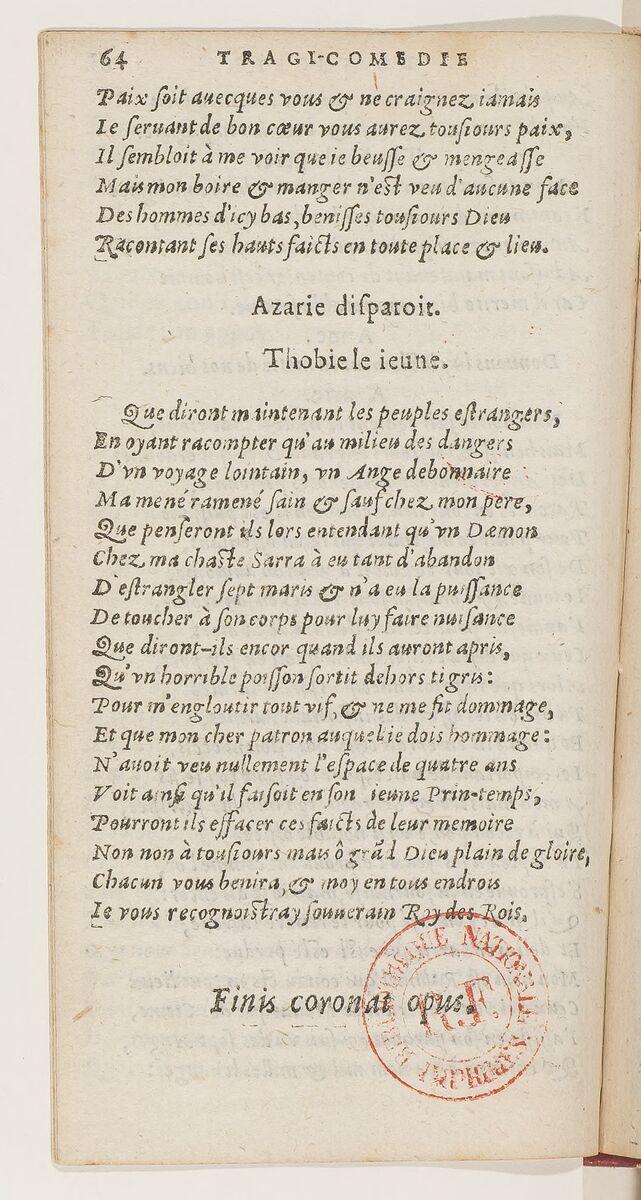 64 TRAGI-COMEDIE
Paix ſoit auecques vous & ne craignez iamais
Ie ſeruant de bon cœur vous aurez touſiours paix,
Il ſembloit à me voir que ie beuſſe & mengeaſſe
Mais mon boire & manger n'eſt veu d'aucune face
Des hommes d'icy bas, beniſſes touſiours Dieu
Racontant ſes hauts faicts en toute place & lieu.
Azarie diſparoit.
Thobie le ieune.
Que diront maintenant les peuples eſtrangers,
En oyant racompter qu'au milieu des dangers
D'vn voyage lointain, vn Ange debonnaire
Ma mené ramené ſain & ſauf chez mon pere,
Que penſeront ils lors entendant qu'vn Dæmon
Chez ma chaſte Sarra à eu tant d'abandon
D'eſtrangler ſept maris & n'a eu la puiſſance
De toucher à ſon corps pour luy faire nuiſance
Que diront-ils encor quand ils auront apris,
Qu'vn horrible poiſſon ſortit dehors tigris:
Pour m'engloutir tout vif, & ne me fit dommage,
Et que mon cher patron auquel ie dois hommage:
N'auoit veu nullement l'eſpace de quatre ans
Voit ainſi qu'il faiſoit en ſon ieune Prin-temps,
Pourront ils effacer ces faicts de leur memoire
Non non à touſiours mais ô grãd Dieu plain de gloire,
Chacun vous benira, & moy en tous endrois
Ie vous recognoiſtray ſouuerain Roy des Rois.
Finis coronat opus.
BIBLIOTHEQUE NATIONALE
R.F.
IMPRIMÉS